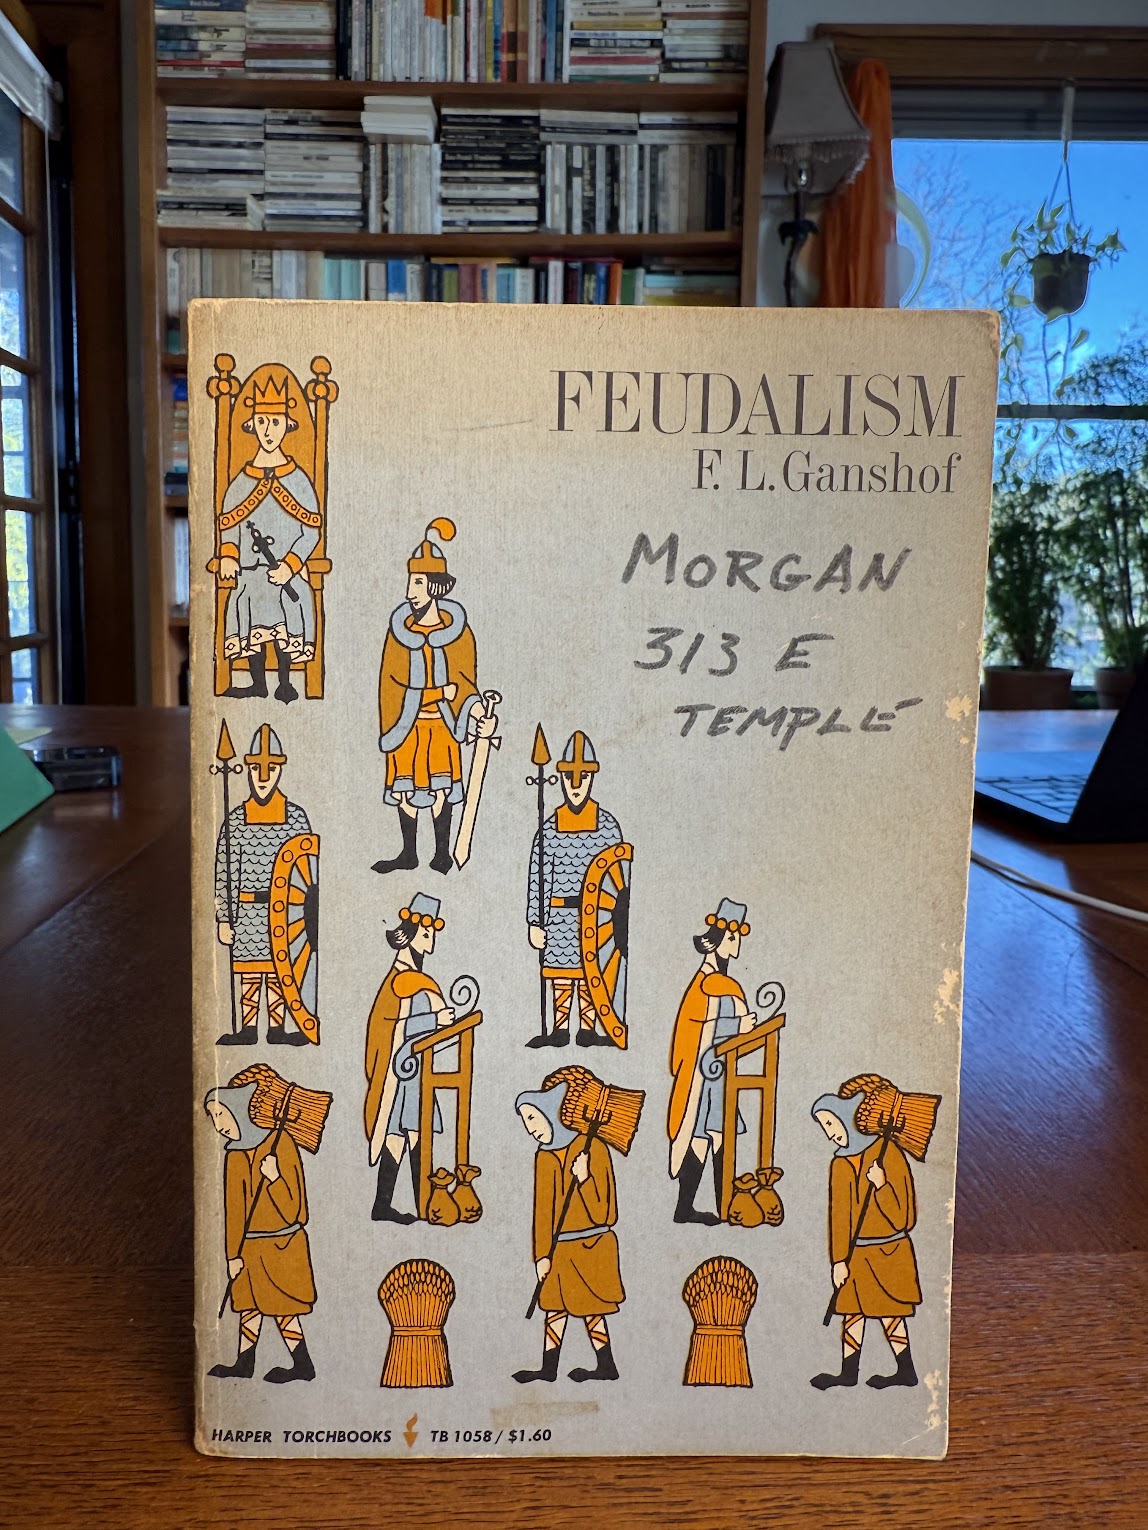 FEUDALISM
F. L. Ganshof
MORGAN
313 E
TEMPLE
HARPER TORCHBOOKS TB 1058 / $1.60